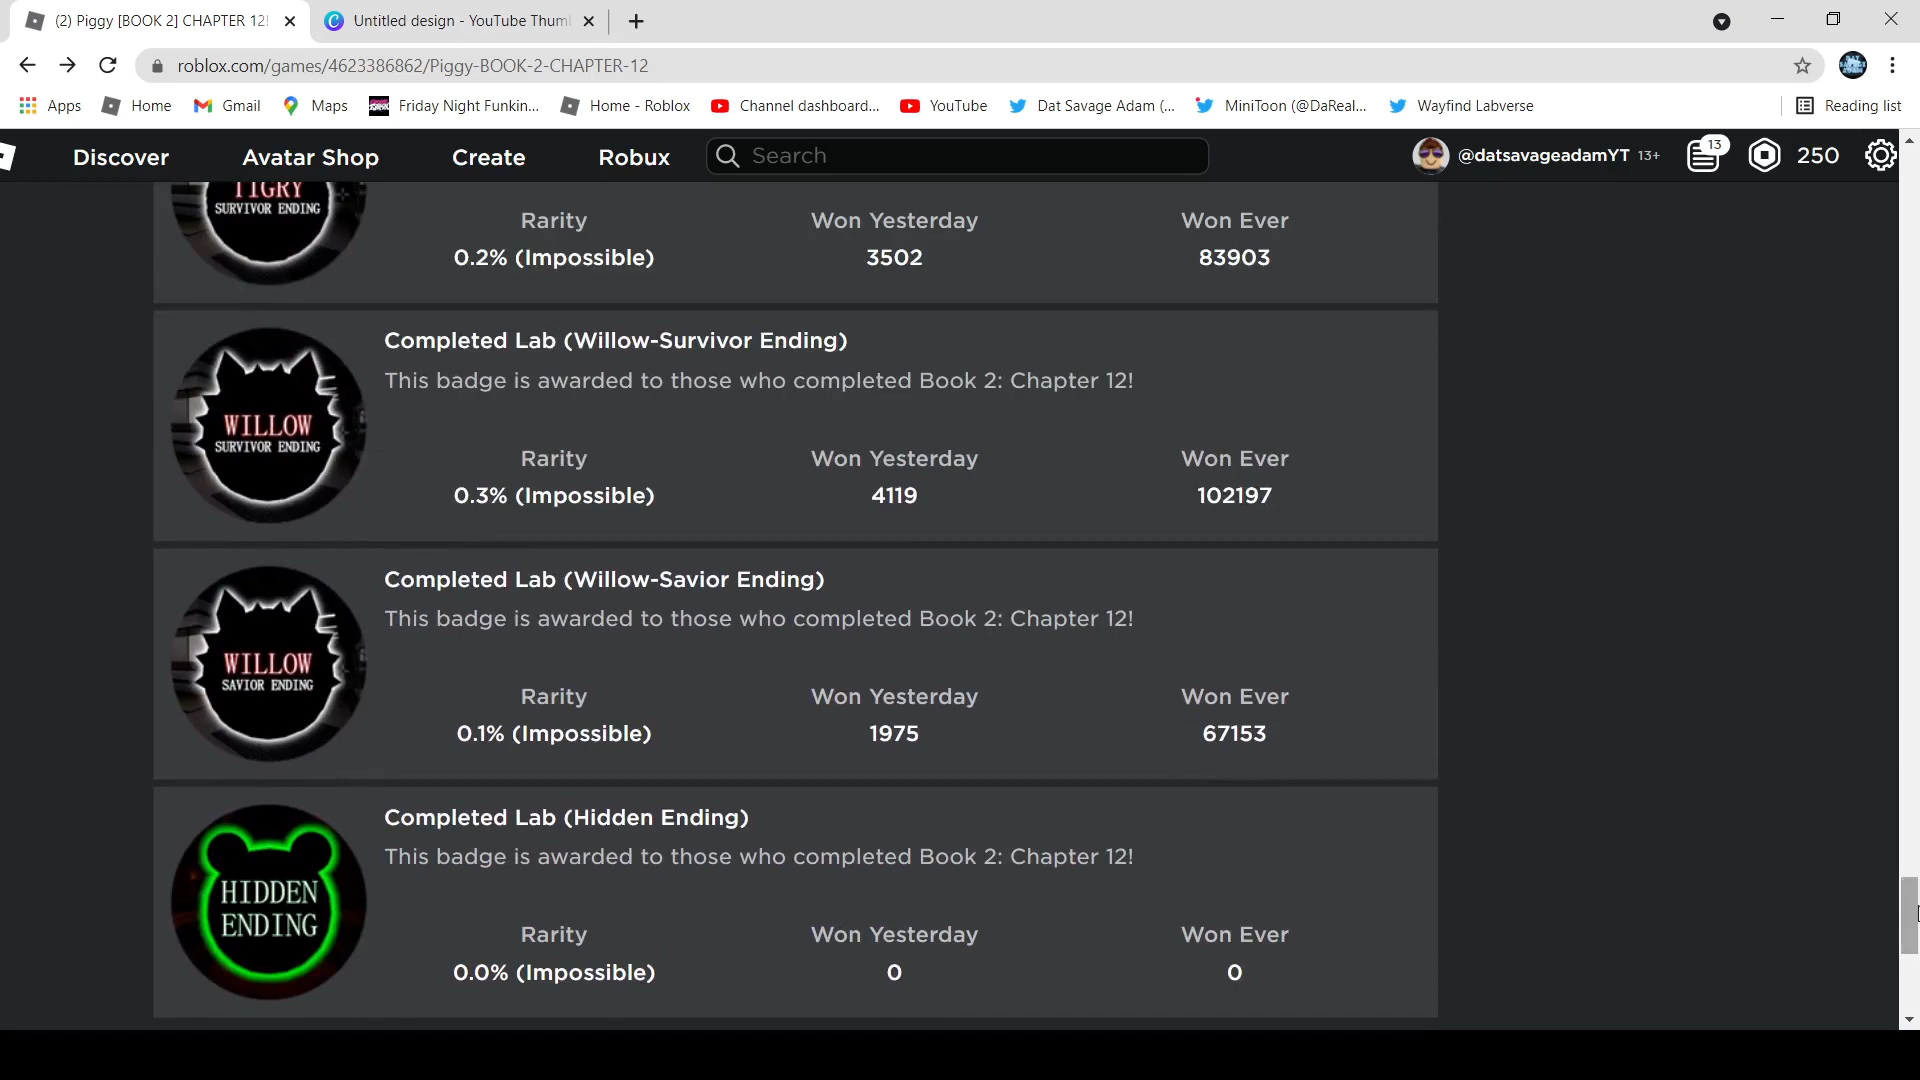 (2) Piggy [BOOK 2] CHAPTER 12!
Untitled design - YouTube Thum
roblox.com/games/4623386862/Piggy-BOOK-2-CHAPTER-12
Apps
Home
Gmail
Maps
Friday Night Funkin...
Home - Roblox
Channel dashboard...
YouTube
Dat Savage Adam (...
MiniToon (@DaReal...
Wayfind Labverse
Reading list
Discover
Avatar Shop
Create
Robux
Search
@datsavageadamYT 13+
13
250
TIGRY
SURVIVOR ENDING
Rarity
Won Yesterday
Won Ever
0.2% (Impossible)
3502
83903
WILLOW
SURVIVOR ENDING
Completed Lab (Willow-Survivor Ending)
This badge is awarded to those who completed Book 2: Chapter 12!
Rarity
Won Yesterday
Won Ever
0.3% (Impossible)
4119
102197
WILLOW
SAVIOR ENDING
Completed Lab (Willow-Savior Ending)
This badge is awarded to those who completed Book 2: Chapter 12!
Rarity
Won Yesterday
Won Ever
0.1% (Impossible)
1975
67153
HIDDEN
ENDING
Completed Lab (Hidden Ending)
This badge is awarded to those who completed Book 2: Chapter 12!
Rarity
Won Yesterday
Won Ever
0.0% (Impossible)
0
0